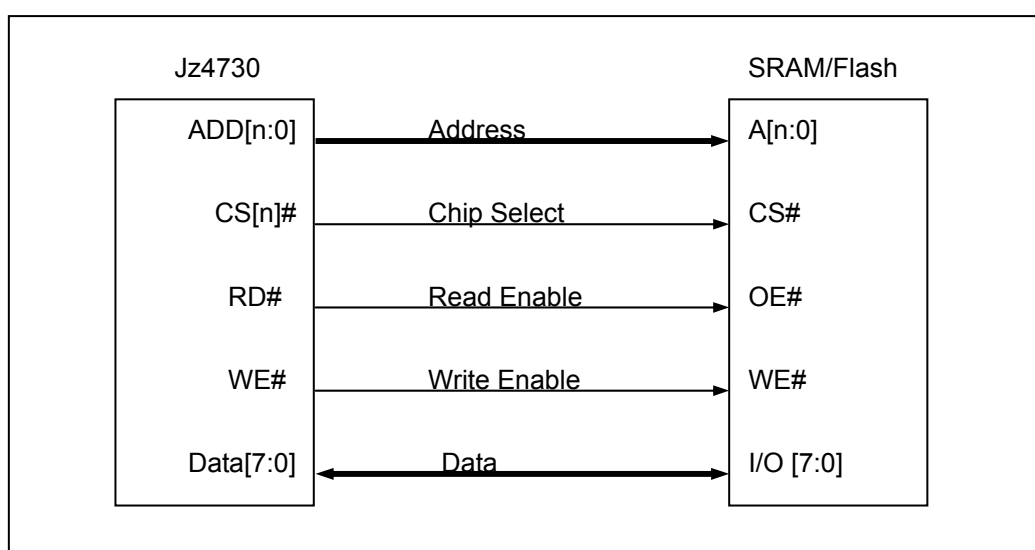 Jz4730 SRAM/Flash
ADD[n:0] Address A[n:0]
CS[n]# Chip Select CS#
RD# Read Enable OE#
WE# Write Enable WE#
Data[7:0] Data I/O [7:0]